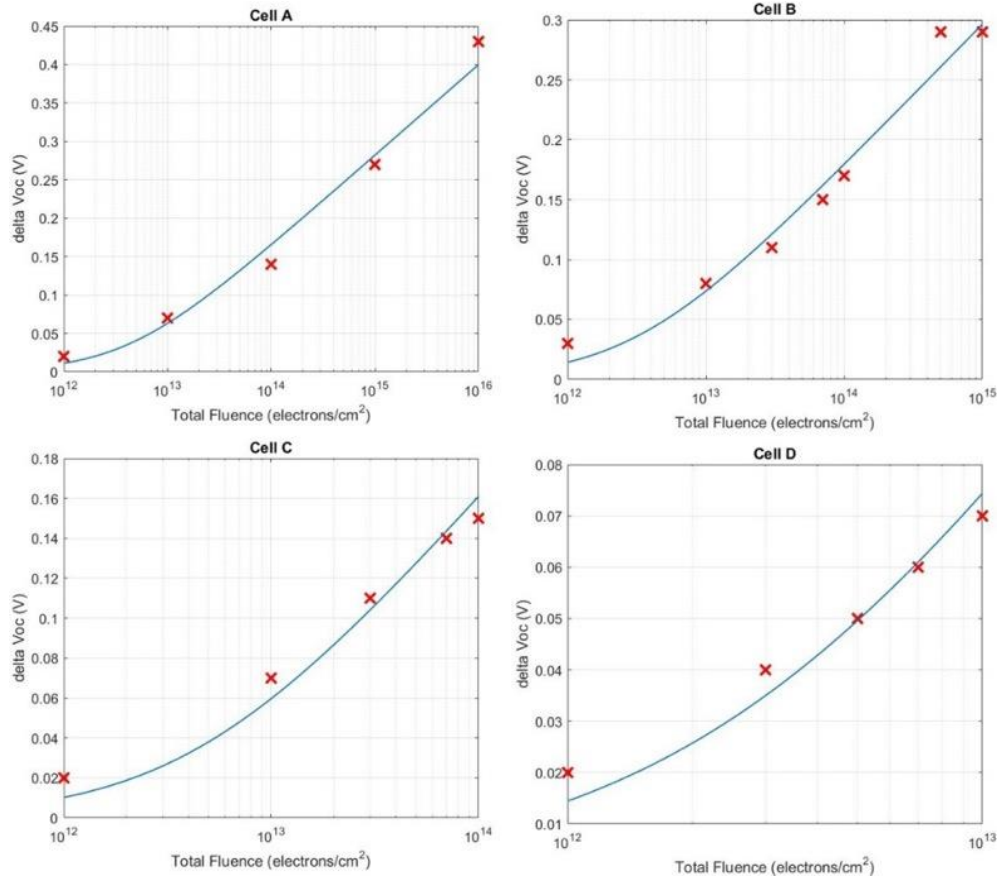 Cell A
0.45
0.4
0.35
0.3
0.25
0.2
0.15
0.1
0.05
0
delta Voc (V)
10^12 10^13 10^14 10^15 10^16
Total Fluence (electrons/cm^2)
Cell B
0.3
0.25
0.2
0.15
0.1
0.05
0
delta Voc (V)
10^12 10^13 10^14 10^15
Total Fluence (electrons/cm^2)
Cell C
0.18
0.16
0.14
0.12
0.1
0.08
0.06
0.04
0.02
0
delta Voc (V)
10^12 10^13 10^14
Total Fluence (electrons/cm^2)
Cell D
0.08
0.07
0.06
0.05
0.04
0.03
0.02
0.01
delta Voc (V)
10^12 10^13
Total Fluence (electrons/cm^2)